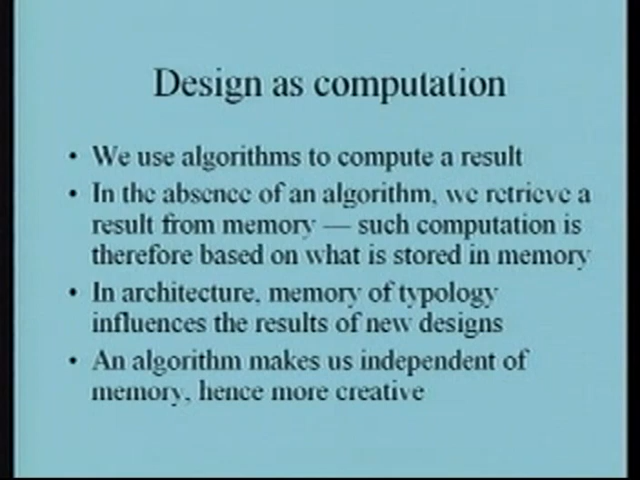 Design as computation
• We use algorithms to compute a result
• In the absence of an algorithm, we retrieve a
result from memory — such computation is
therefore based on what is stored in memory
• In architecture, memory of typology
influences the results of new designs
• An algorithm makes us independent of
memory, hence more creative